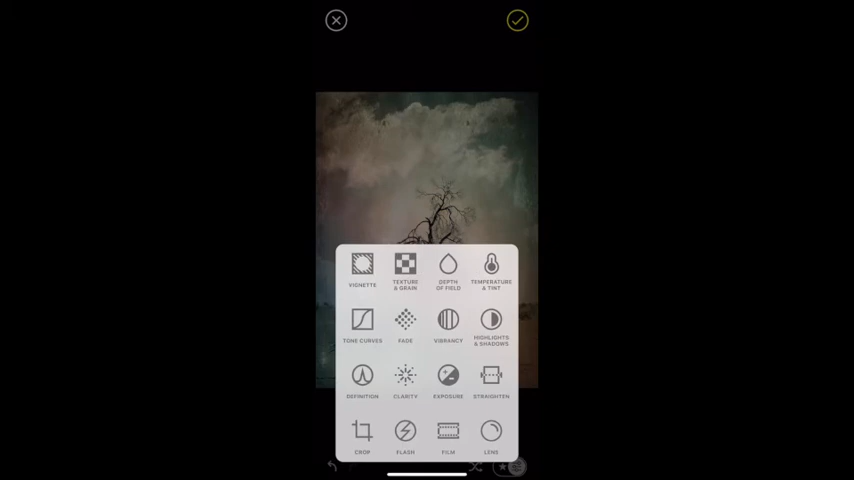 VIGNETTE
TEXTURE
& GRAIN
DEPTH
OF FIELD
TEMPERATURE
& TINT
TONE CURVES
FADE
VIBRANCY
HIGHLIGHTS
& SHADOWS
DEFINITION
CLARITY
EXPOSURE
STRAIGHTEN
CROP
FLASH
FILM
LENS